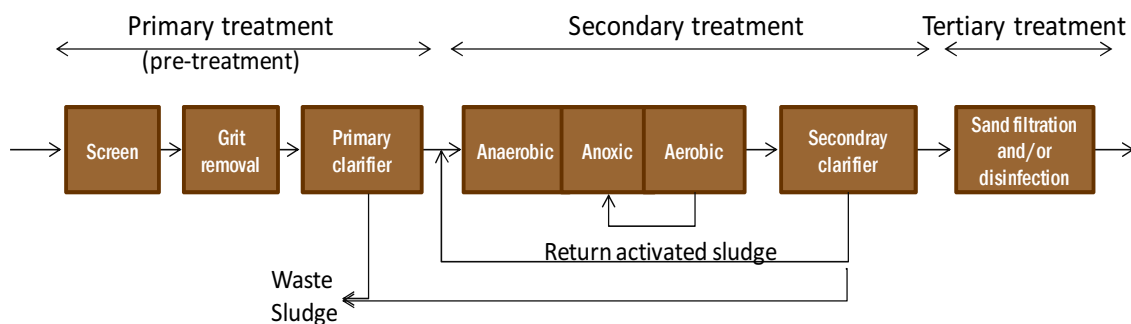 Primary treatment
(pre-treatment)
Secondary treatment
Tertiary treatment
Screen
Grit
removal
Primary
clarifier
Anaerobic
Anoxic
Aerobic
Secondray
clarifier
Sand filtration
and/or
disinfection
Return activated sludge
Waste
Sludge